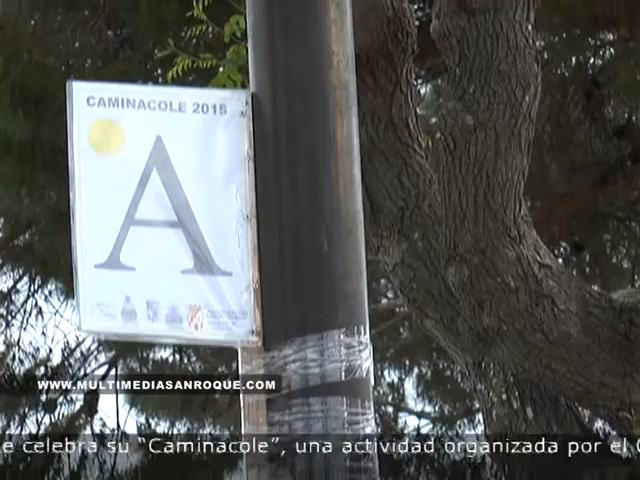 CAMINACOLE 2015
A
WWW.MULTIMEDIASANROQUE.COM
celebra su “Caminacole”, una actividad organizada por el